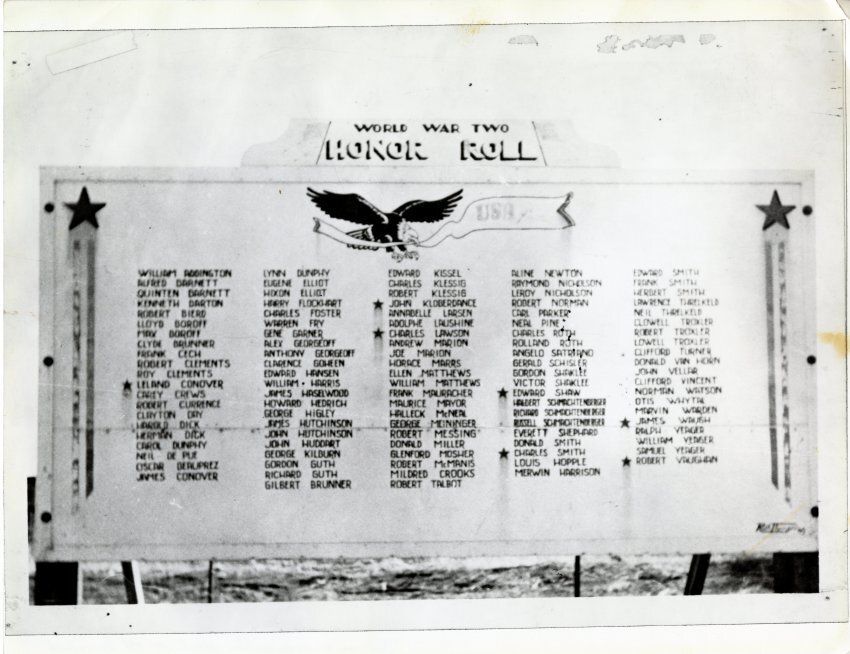 WORLD WAR TWO
HONOR ROLL
USA
WILLIAM ADDINGTON
ALFRED BARNETT
QUINTEN BARNETT
KENNETH BARTON
ROBERT BIERD
LLOYD BOROFF
MAX BOROFF
CLYDE BRUNNER
FRANK CECH
ROBERT CLEMENTS
ROY CLEMENTS
LELAND CONOVER
CAREY CREWS
ROBERT CURRENCE
CLAYTON DAY
HAROLD DICK
HERMAN DICK
CAROL DUNPHY
NEIL DE PUE
OSCAR DEAUPREZ
JAMES CONOVER
LYNN DUNPHY
EUGENE ELLIOT
HIXON ELLIOT
HARRY FLOCKHART
CHARLES FOSTER
WARREN FRY
GENE GARNER
ALEX GEORGEOFF
ANTHONY GEORGEOFF
CLARENCE GOHEEN
EDWARD HANSEN
WILLIAM HARRIS
JAMES HASELWOOD
HOWARD HEDRICH
GEORGE HIGLEY
JAMES HUTCHINSON
JOHN HUTCHINSON
JOHN HUDDART
GEORGE KILBURN
GORDON GUTH
RICHARD GUTH
GILBERT BRUNNER
EDWARD KISSEL
CHARLES KLESSIG
ROBERT KLESSIG
JOHN KLOBERDANCE
ANNABELLE LARSEN
ADOLPHE LAUSHINE
CHARLES LAWSON
ANDREW MARION
JOE MARION
HORACE MARRS
ELLEN MATTHEWS
WILLIAM MATTHEWS
FRANK MAURACHER
MAURICE MAYOR
HALLECK McNEAL
GEORGE MEININGER
ROBERT MESSING
DONALD MILLER
GLENFORD MOSHER
ROBERT McMANIS
MILDRED CROOKS
ROBERT TALBOT
ALINE NEWTON
RAYMOND NICHOLSON
LEROY NICHOLSON
ROBERT NORMAN
CARL PARKER
NEAL PINE
CHARLES ROTH
ROLLAND ROTH
ANGELO SATRIANO
GERALD SCHISLER
GORDON SHAKLEE
VICTOR SHAKLEE
EDWARD SHAW
HALBERT SCHMACHTENBERGER
RICHARD SCHMACHTENBERGER
RUSSELL SCHMACHTENBERGER
EVERETT SHEPHARD
DONALD SMITH
CHARLES SMITH
LOUIS HOPPLE
MERWIN HARRISON
EDWARD SMITH
FRANK SMITH
HERBERT SMITH
LAWRENCE THRELKELD
NEIL THRELKELD
CLOWELL TROXLER
ROBERT TROXLER
LOWELL TROXLER
CLIFFORD TURNER
DONALD VAN HORN
JOHN VELLAR
CLIFFORD VINCENT
NORMAN WATSON
OTIS WHYTAL
MARVIN WARDEN
JAMES WAUGH
RALPH YEAGER
WILLIAM YEAGER
SAMUEL YEAGER
ROBERT VAUGHAN